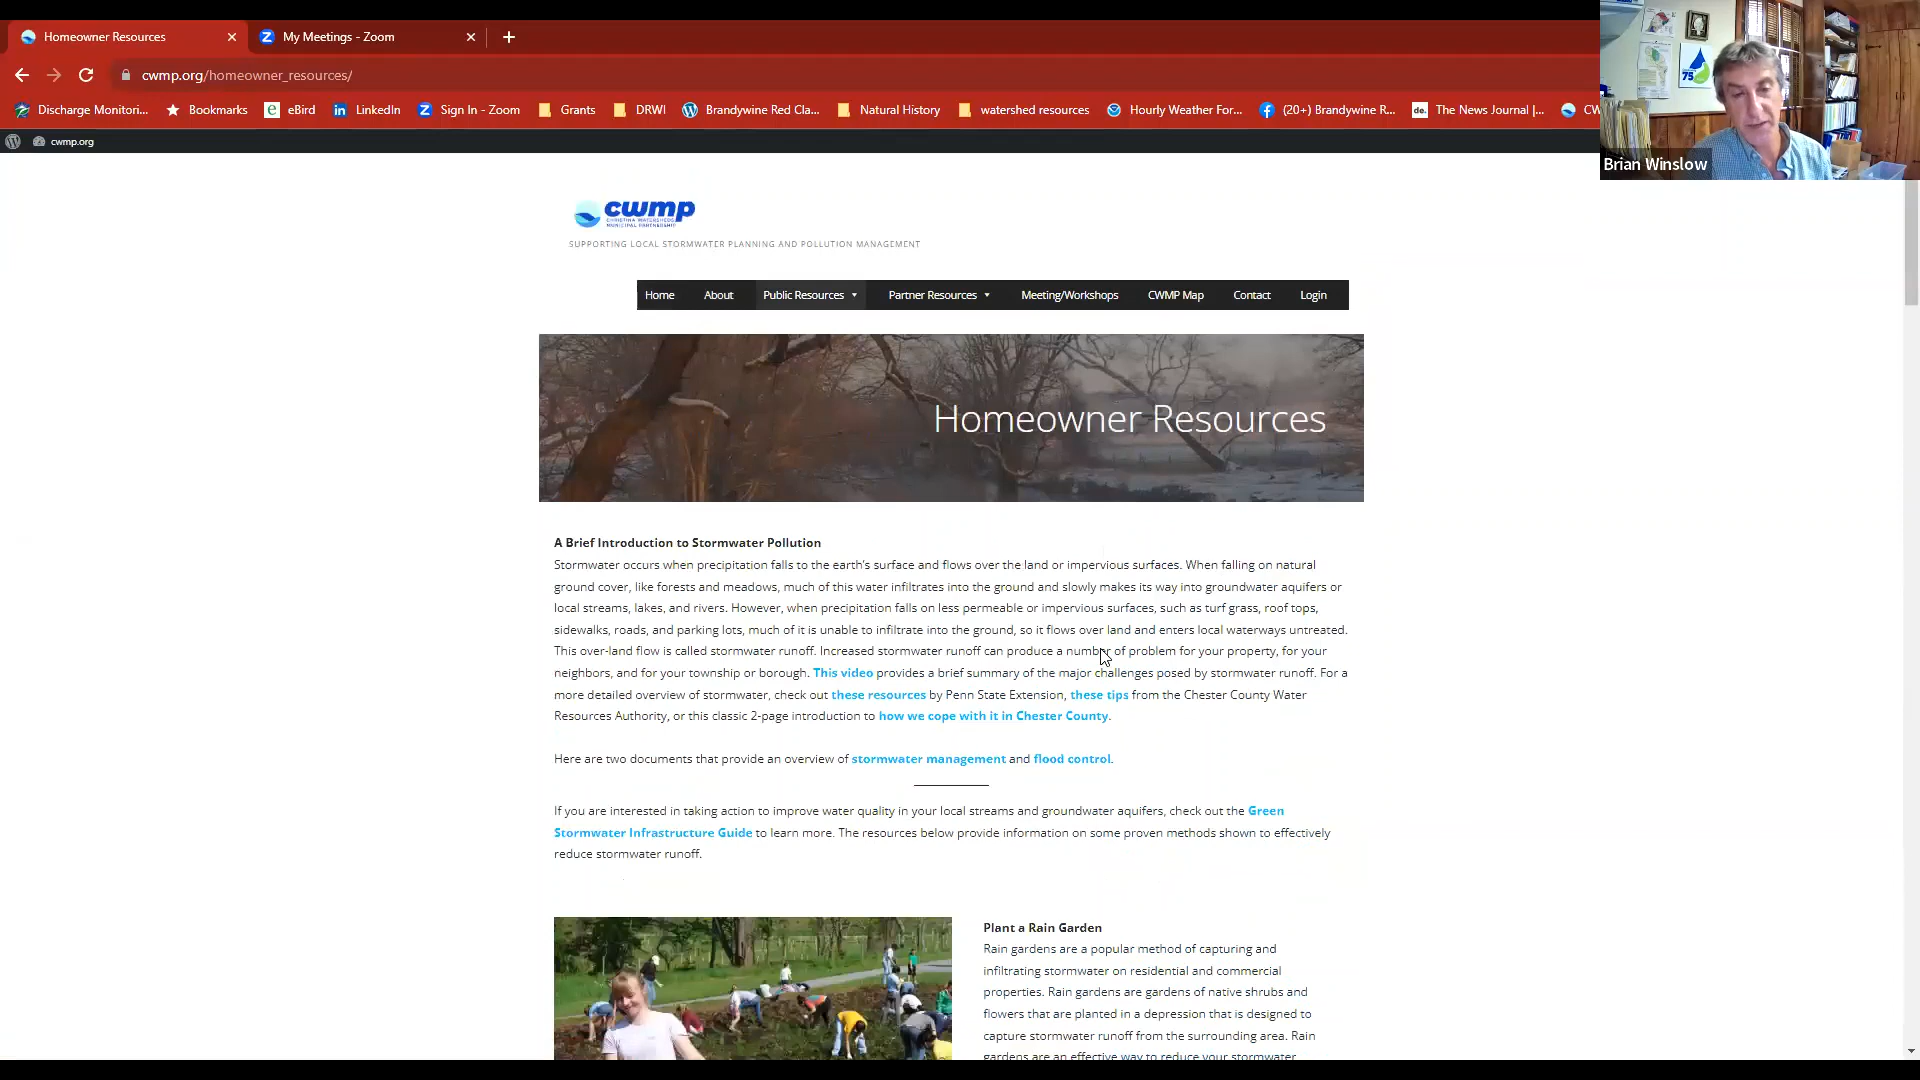 Homeowner Resources
My Meetings - Zoom
cwmp.org/homeowner_resources/
Discharge Monitori...
Bookmarks
eBird
LinkedIn
Sign In - Zoom
Grants
DRWI
Brandywine Red Cla...
Natural History
watershed resources
Hourly Weather For...
(20+) Brandywine R...
The News Journal |...
CW
cwmp.org
75
Brian Winslow
cwmp
CHRISTINA WATERSHEDS
MUNICIPAL PARTNERSHIP
SUPPORTING LOCAL STORMWATER PLANNING AND POLLUTION MANAGEMENT
Home About Public Resources Partner Resources Meeting/Workshops CWMP Map Contact Login
Homeowner Resources
A Brief Introduction to Stormwater Pollution
Stormwater occurs when precipitation falls to the earth's surface and flows over the land or impervious surfaces. When falling on natural
ground cover, like forests and meadows, much of this water infiltrates into the ground and slowly makes its way into groundwater aquifers or
local streams, lakes, and rivers. However, when precipitation falls on less permeable or impervious surfaces, such as turf grass, roof tops,
sidewalks, roads, and parking lots, much of it is unable to infiltrate into the ground, so it flows over land and enters local waterways untreated.
This over-land flow is called stormwater runoff. Increased stormwater runoff can produce a number of problem for your property, for your
neighbors, and for your township or borough. This video provides a brief summary of the major challenges posed by stormwater runoff. For a
more detailed overview of stormwater, check out these resources by Penn State Extension, these tips from the Chester County Water
Resources Authority, or this classic 2-page introduction to how we cope with it in Chester County.
Here are two documents that provide an overview of stormwater management and flood control.
If you are interested in taking action to improve water quality in your local streams and groundwater aquifers, check out the Green
Stormwater Infrastructure Guide to learn more. The resources below provide information on some proven methods shown to effectively
reduce stormwater runoff.
Plant a Rain Garden
Rain gardens are a popular method of capturing and
infiltrating stormwater on residential and commercial
properties. Rain gardens are gardens of native shrubs and
flowers that are planted in a depression that is designed to
capture stormwater runoff from the surrounding area. Rain
gardens are an effective way to reduce your stormwater